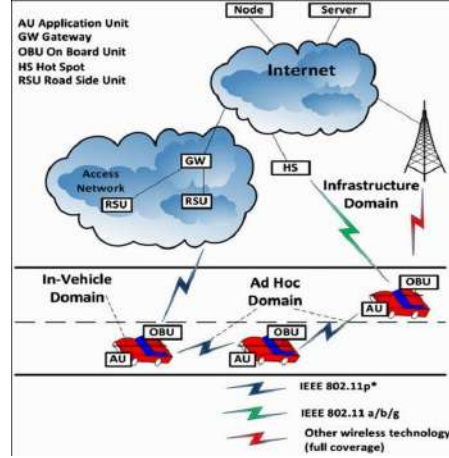 AU Application Unit
GW Gateway
OBU On Board Unit
HS Hot Spot
RSU Road Side Unit
Node
Server
Internet
GW
Access
Network
RSU
RSU
HS
Infrastructure
Domain
In-Vehicle
Domain
Ad Hoc
Domain
OBU
AU
OBU
AU
OBU
AU
IEEE 802.11p*
IEEE 802.11 a/b/g
Other wireless technology
(full coverage)